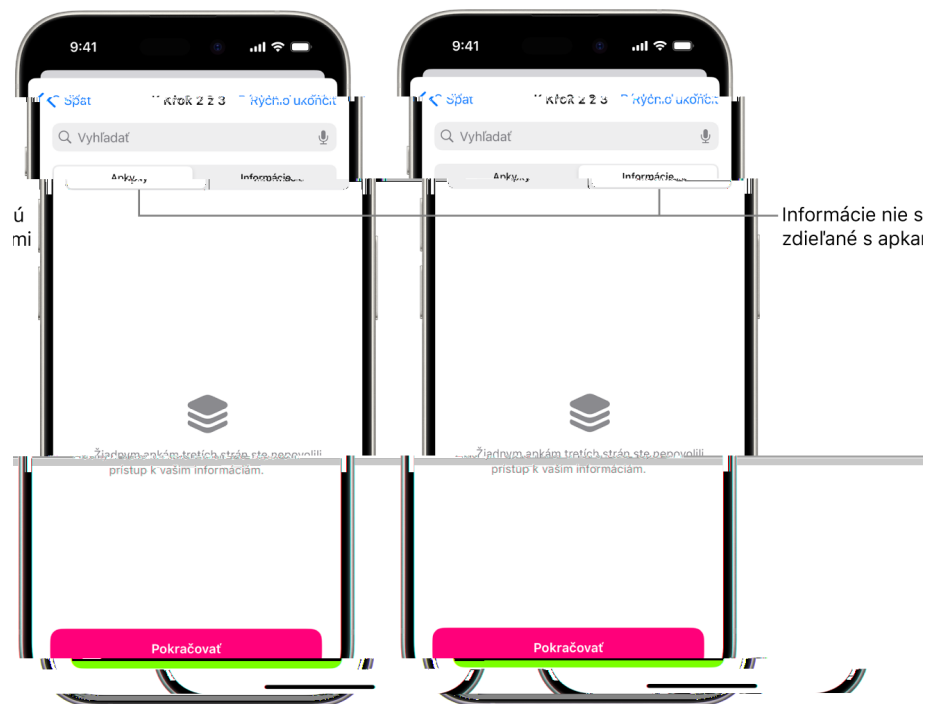 9:41
9:41
Späť
Krok 2 z 3
Rýchlo ukončiť
Späť
Krok 2 z 3
Rýchlo ukončiť
Vyhľadať
Vyhľadať
Apky
Informácie
Apky
Informácie
ú
mi
Informácie nie s
zdieľané s apka
Žiadnym apkám tretích strán ste nepovolili
prístup k vašim informáciám.
Žiadnym apkám tretích strán ste nepovolili
prístup k vašim informáciám.
Pokračovať
Pokračovať